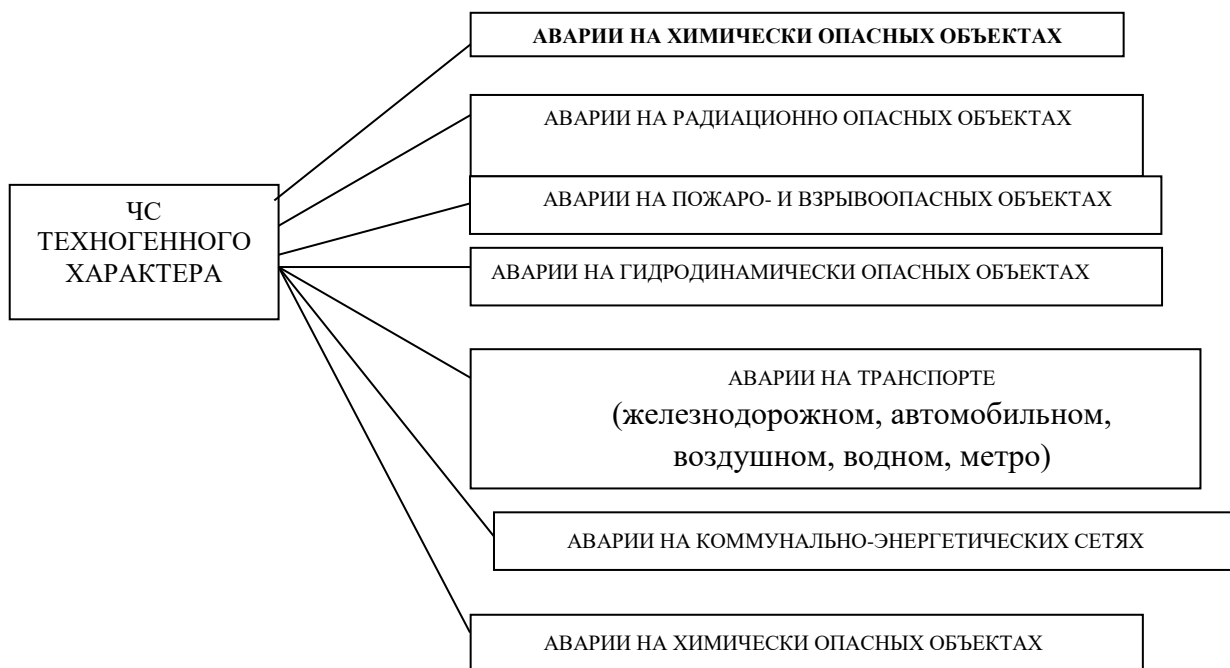 АВАРИИ НА ХИМИЧЕСКИ ОПАСНЫХ ОБЪЕКТАХ
АВАРИИ НА РАДИАЦИОННО ОПАСНЫХ ОБЪЕКТАХ
ЧС
ТЕХНОГЕННОГО
ХАРАКТЕРА
АВАРИИ НА ПОЖАРО- И ВЗРЫВООПАСНЫХ ОБЪЕКТАХ
АВАРИИ НА ГИДРОДИНАМИЧЕСКИ ОПАСНЫХ ОБЪЕКТАХ
АВАРИИ НА ТРАНСПОРТЕ
(железнодорожном, автомобильном,
воздушном, водном, метро)
АВАРИИ НА КОММУНАЛЬНО-ЭНЕРГЕТИЧЕСКИХ СЕТЯХ
АВАРИИ НА ХИМИЧЕСКИ ОПАСНЫХ ОБЪЕКТАХ